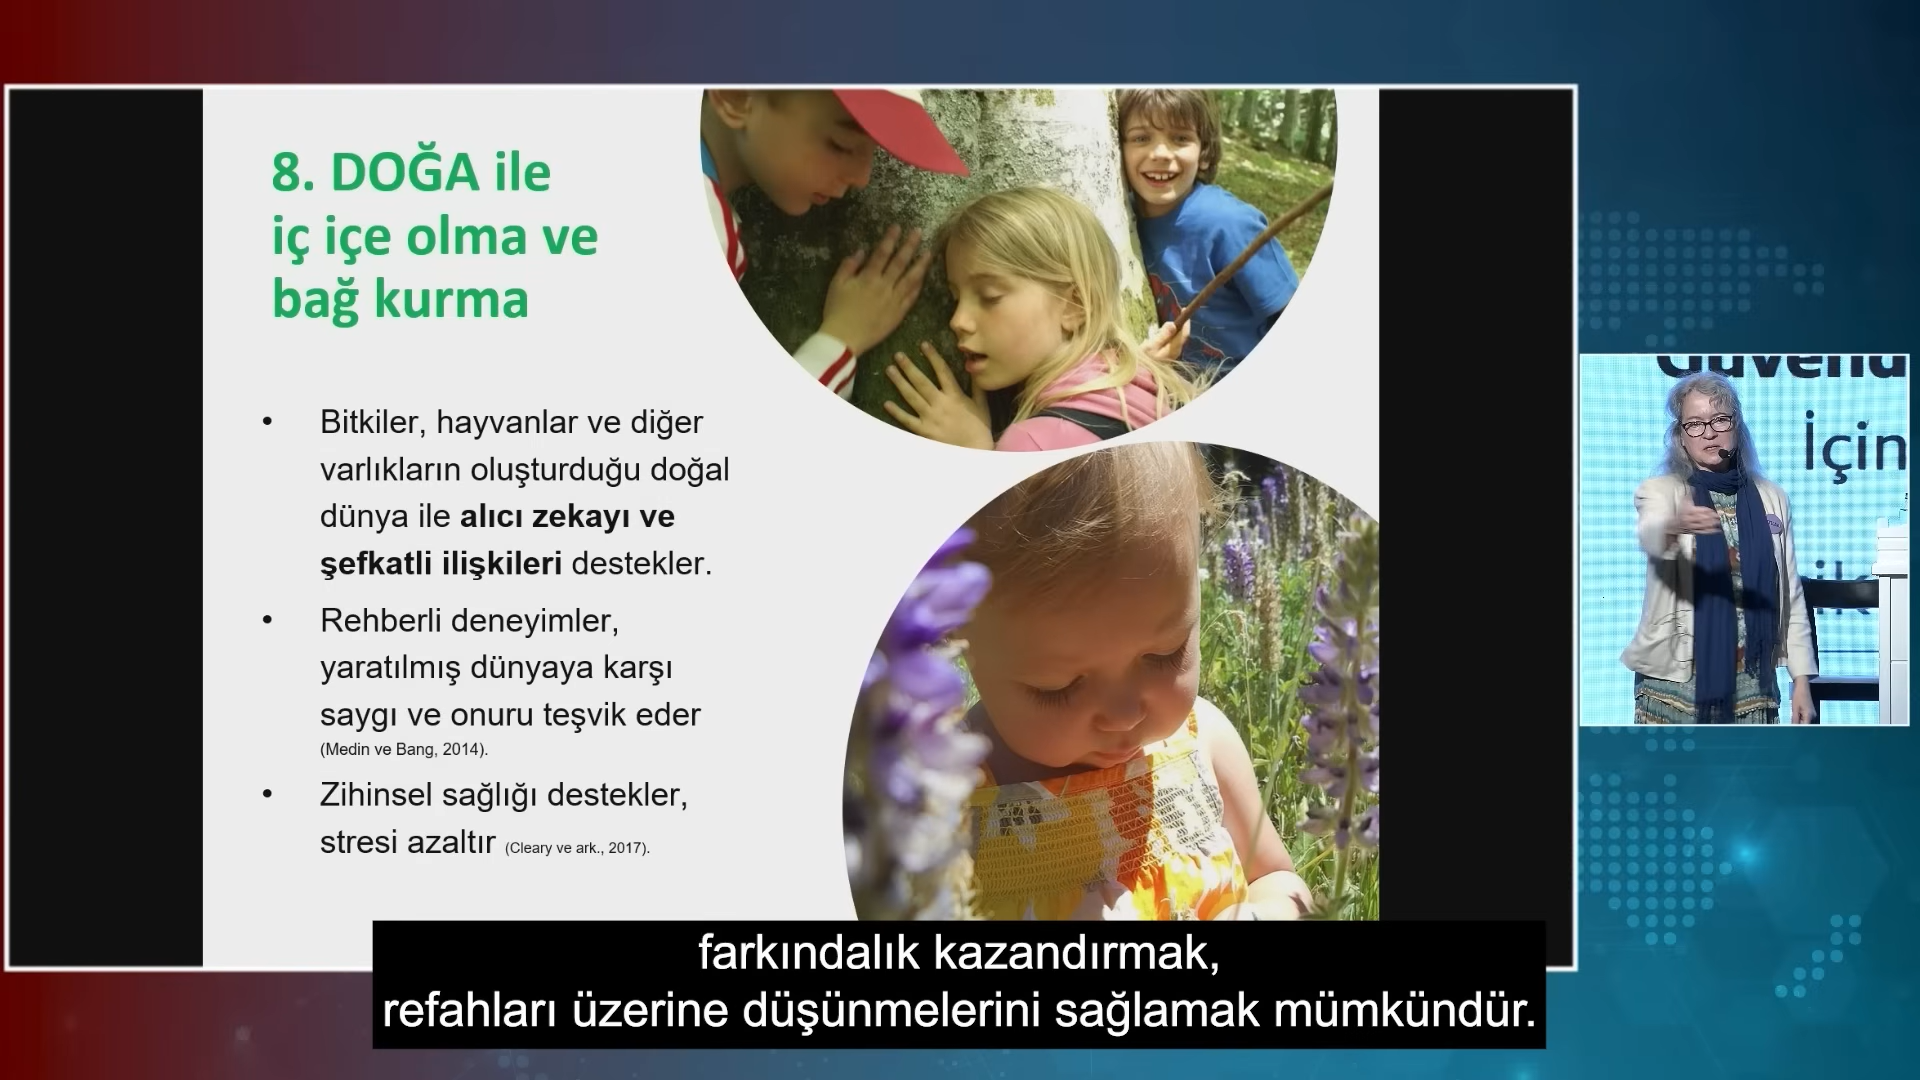 8. DOĞA ile
iç içe olma ve
bağ kurma
• Bitkiler, hayvanlar ve diğer
varlıkların oluşturduğu doğal
dünya ile alıcı zekayı ve
şefkatli ilişkileri destekler.
• Rehberli deneyimler,
yaratılmış dünyaya karşı
saygı ve onuru teşvik eder
(Medin ve Bang, 2014).
• Zihinsel sağlığı destekler,
stresi azaltır (Cleary ve ark., 2017).
İçin
farkındalık kazandırmak,
refahları üzerine düşünmelerini sağlamak mümkündür.